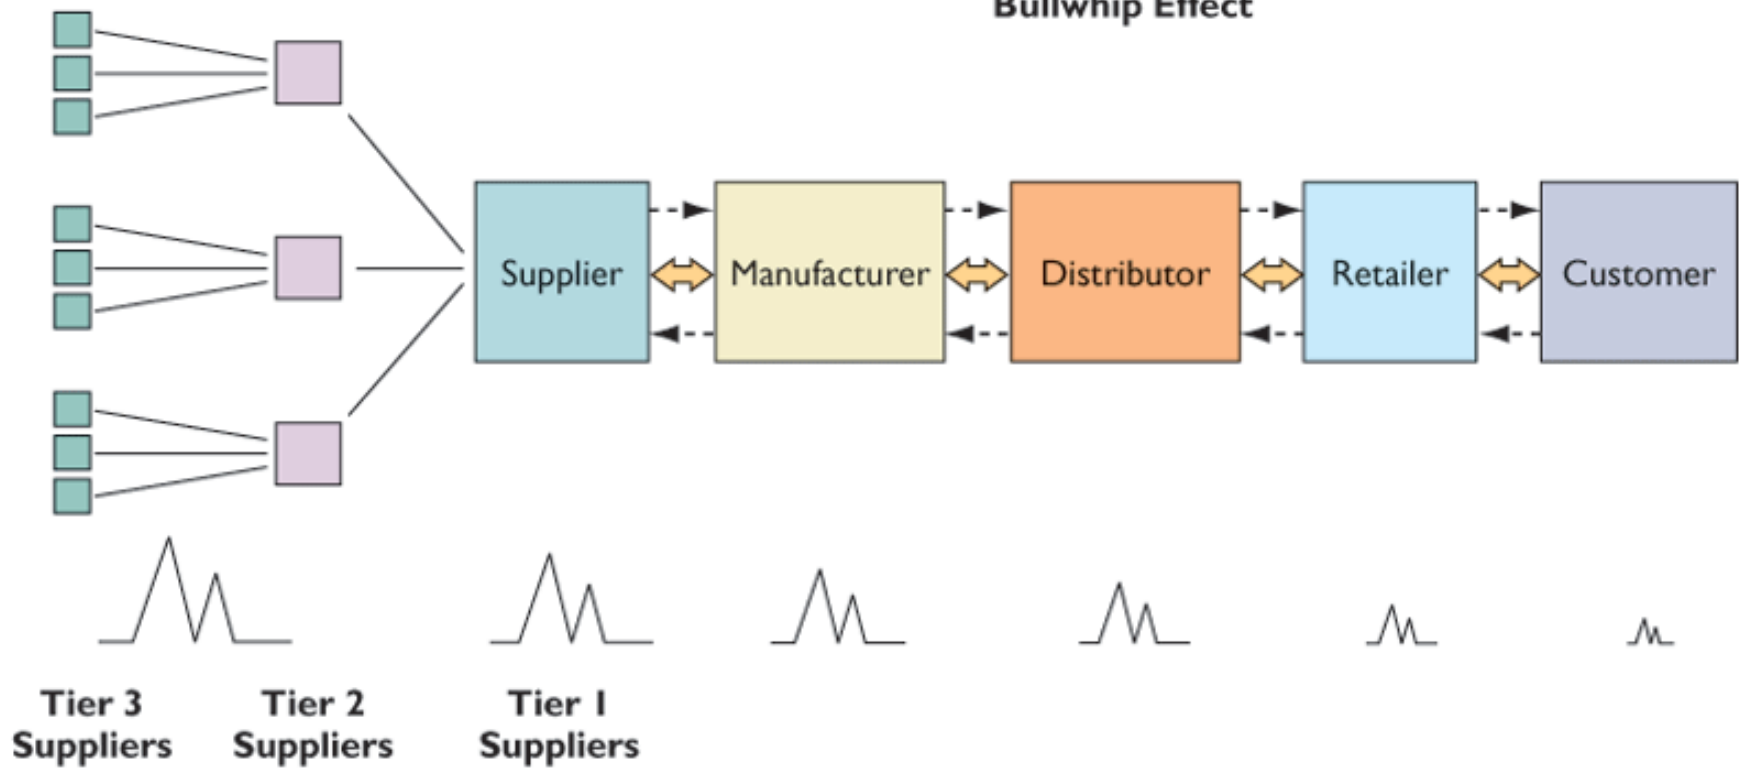 Bullwhip Effect
Supplier
Manufacturer
Distributor
Retailer
Customer
Tier 3
Suppliers
Tier 2
Suppliers
Tier 1
Suppliers